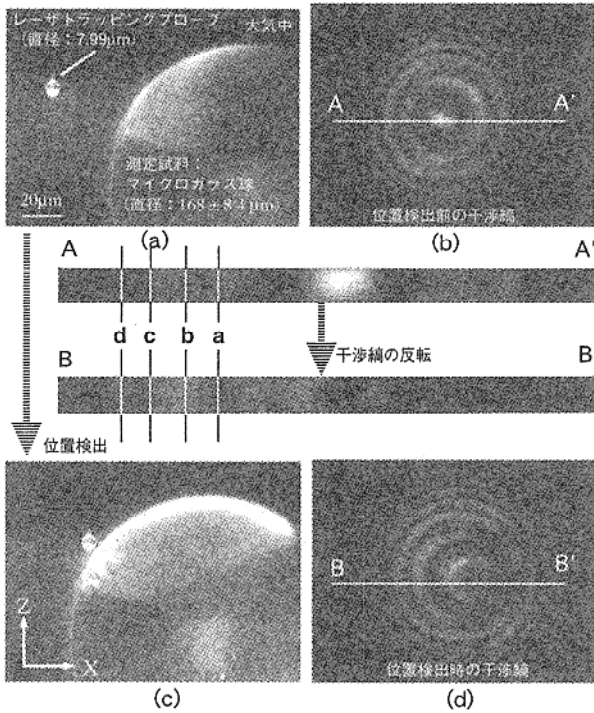 レーザトラッピングプローブ
(直径:7.99μm)
大気中
測定試料:
マイクログラス球
(直径:168±8.4μm)
20μm
(a)
A
A'
位置検出前の干渉縞
(b)
A
A'
d
c
b
a
干渉縞の反転
B
B
位置検出
Z
X
(c)
B
B'
位置検出時の干渉縞
(d)